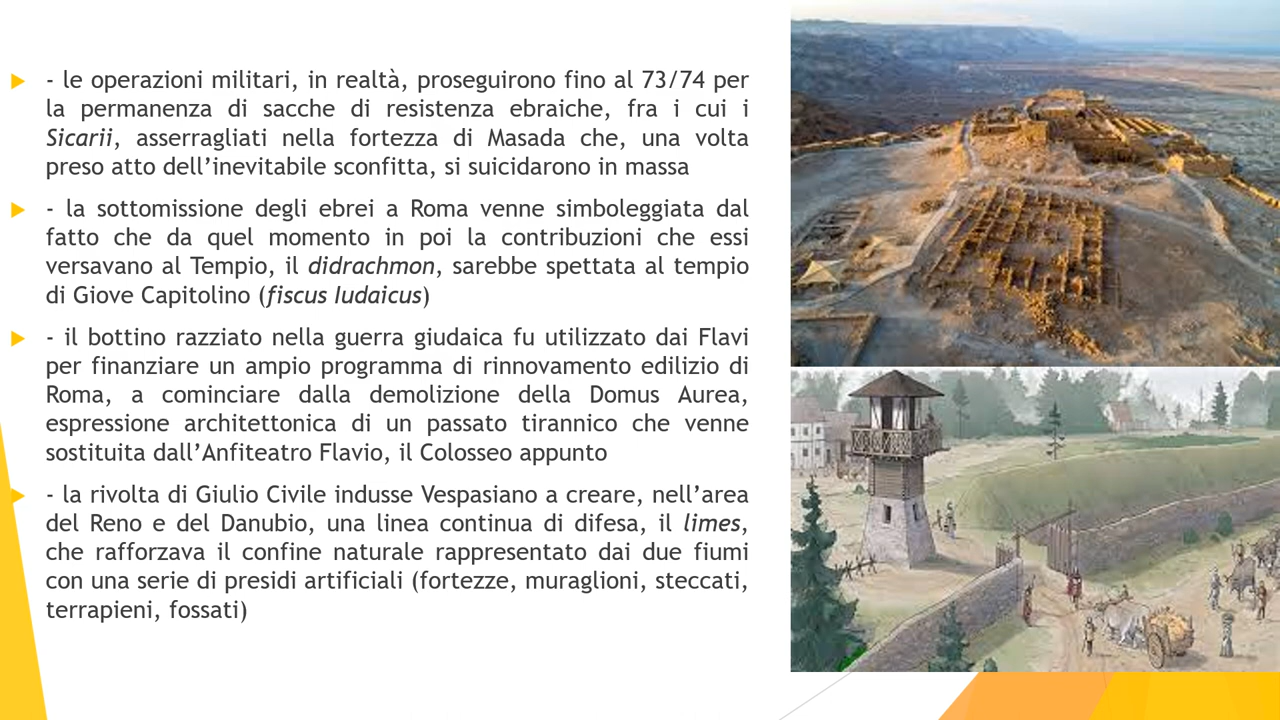 - le operazioni militari, in realtà, proseguirono fino al 73/74 per
la permanenza di sacche di resistenza ebraiche, fra i cui i
Sicarii, asserragliati nella fortezza di Masada che, una volta
preso atto dell’inevitabile sconfitta, si suicidarono in massa
- la sottomissione degli ebrei a Roma venne simboleggiata dal
fatto che da quel momento in poi la contribuzioni che essi
versavano al Tempio, il didrachmon, sarebbe spettata al tempio
di Giove Capitolino (fiscus Iudaicus)
- il bottino razziato nella guerra giudaica fu utilizzato dai Flavi
per finanziare un ampio programma di rinnovamento edilizio di
Roma, a cominciare dalla demolizione della Domus Aurea,
espressione architettonica di un passato tirannico che venne
sostituita dall’Anfiteatro Flavio, il Colosseo appunto
- la rivolta di Giulio Civile indusse Vespasiano a creare, nell’area
del Reno e del Danubio, una linea continua di difesa, il limes,
che rafforzava il confine naturale rappresentato dai due fiumi
con una serie di presidi artificiali (fortezze, muraglioni, steccati,
terrapieni, fossati)